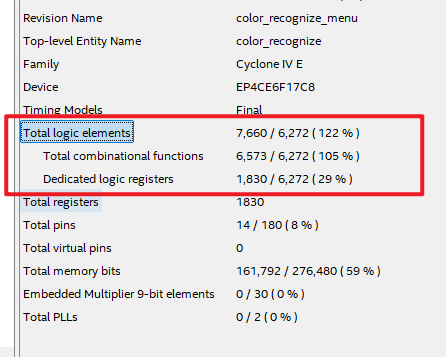 Revision Name color_recognize_menu
Top-level Entity Name color_recognize
Family Cyclone IV E
Device EP4CE6F17C8
Timing Models Final
Total logic elements 7,660 / 6,272 ( 122 % )
Total combinational functions 6,573 / 6,272 ( 105 % )
Dedicated logic registers 1,830 / 6,272 ( 29 % )
Total registers 1830
Total pins 14 / 180 ( 8 % )
Total virtual pins 0
Total memory bits 161,792 / 276,480 ( 59 % )
Embedded Multiplier 9-bit elements 0 / 30 ( 0 % )
Total PLLs 0 / 2 ( 0 % )